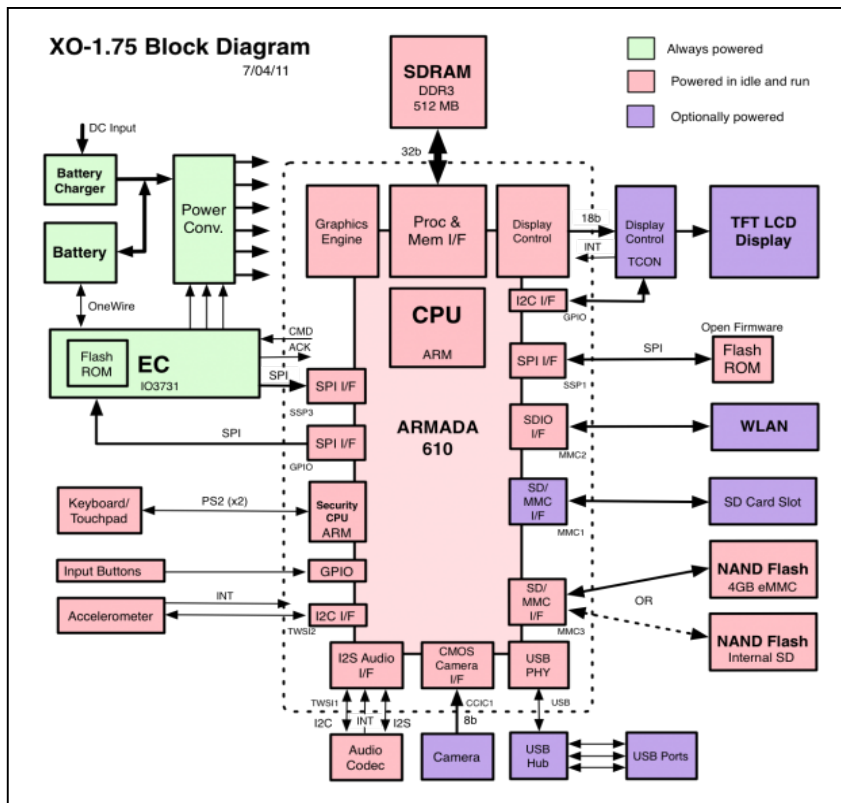 XO-1.75 Block Diagram
7/04/11
Always powered
Powered in idle and run
Optionally powered
SDRAM
DDR3
512 MB
32b
DC Input
Battery
Charger
Battery
Power
Conv.
OneWire
Flash
ROM
EC
IO3731
CMD
ACK
SPI
SPI
Graphics
Engine
Proc &
Mem I/F
Display
Control
18b
INT
Display
Control
TCON
TFT LCD
Display
CPU
ARM
I2C I/F
GPIO
SPI I/F
SSP1
SPI
Open Firmware
Flash
ROM
SPI I/F
SSP3
SPI I/F
GPIO
ARMADA
610
SDIO
I/F
MMC2
WLAN
SD/
MMC
I/F
MMC1
SD Card Slot
Keyboard/
Touchpad
PS2 (x2)
Security
CPU
ARM
Input Buttons
GPIO
Accelerometer
INT
I2C I/F
TWSI2
SD/
MMC
I/F
MMC3
OR
NAND Flash
4GB eMMC
NAND Flash
Internal SD
I2S Audio
I/F
CMOS
Camera
I/F
USB
PHY
TWSI1
CCIC1
USB
I2C
INT
I2S
8b
Audio
Codec
Camera
USB
Hub
USB Ports